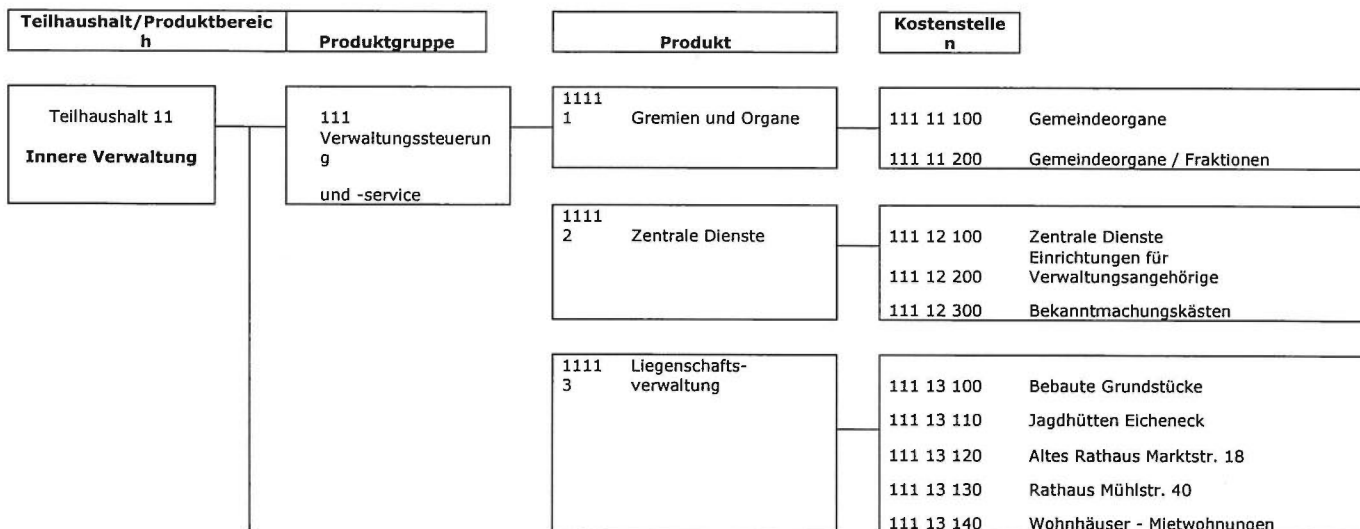 Teilhaushalt/Produktbereic
h
Produktgruppe
Produkt
Kostenstelle
n
Teilhaushalt 11
Innere Verwaltung
111
Verwaltungssteuerun
g
und -service
1111
1 Gremien und Organe
111 11 100 Gemeindeorgane
111 11 200 Gemeindeorgane / Fraktionen
1111
2 Zentrale Dienste
111 12 100 Zentrale Dienste
Einrichtungen für
111 12 200 Verwaltungsangehörige
111 12 300 Bekanntmachungskästen
1111 Liegenschafts-
3 verwaltung
111 13 100 Bebaute Grundstücke
111 13 110 Jagdhütten Eicheneck
111 13 120 Altes Rathaus Marktstr. 18
111 13 130 Rathaus Mühlstr. 40
111 13 140 Wohnhäuser - Mietwohnungen